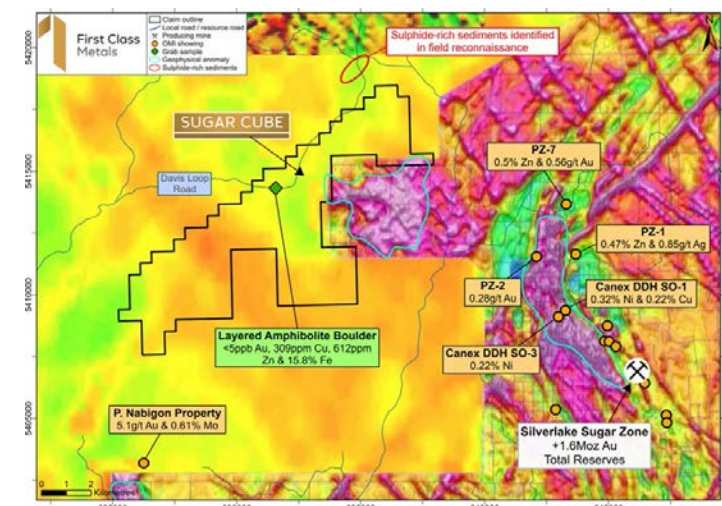 First Class
Metals
Claim outline
Local road / resource road
Producing mine
OMI showing
Grab sample
Geophysical anomaly
Sulphide-rich sediments
Sulphide-rich sediments identified
in field reconnaissance
N
5420000
SUGAR CUBE
PZ-7
0.5% Zn & 0.56g/t Au
5415000
Davis Loop
Road
PZ-1
0.47% Zn & 0.85g/t Ag
PZ-2
0.28g/t Au
Canex DDH SO-1
0.32% Ni & 0.22% Cu
5410000
Layered Amphibolite Boulder
<5ppb Au, 309ppm Cu, 612ppm
Zn & 15.8% Fe
Canex DDH SO-3
0.22% Ni
P. Nabigon Property
5.1g/t Au & 0.61% Mo
5405000
Silverlake Sugar Zone
+1.6Moz Au
Total Reserves
0 1 2
Kilometres